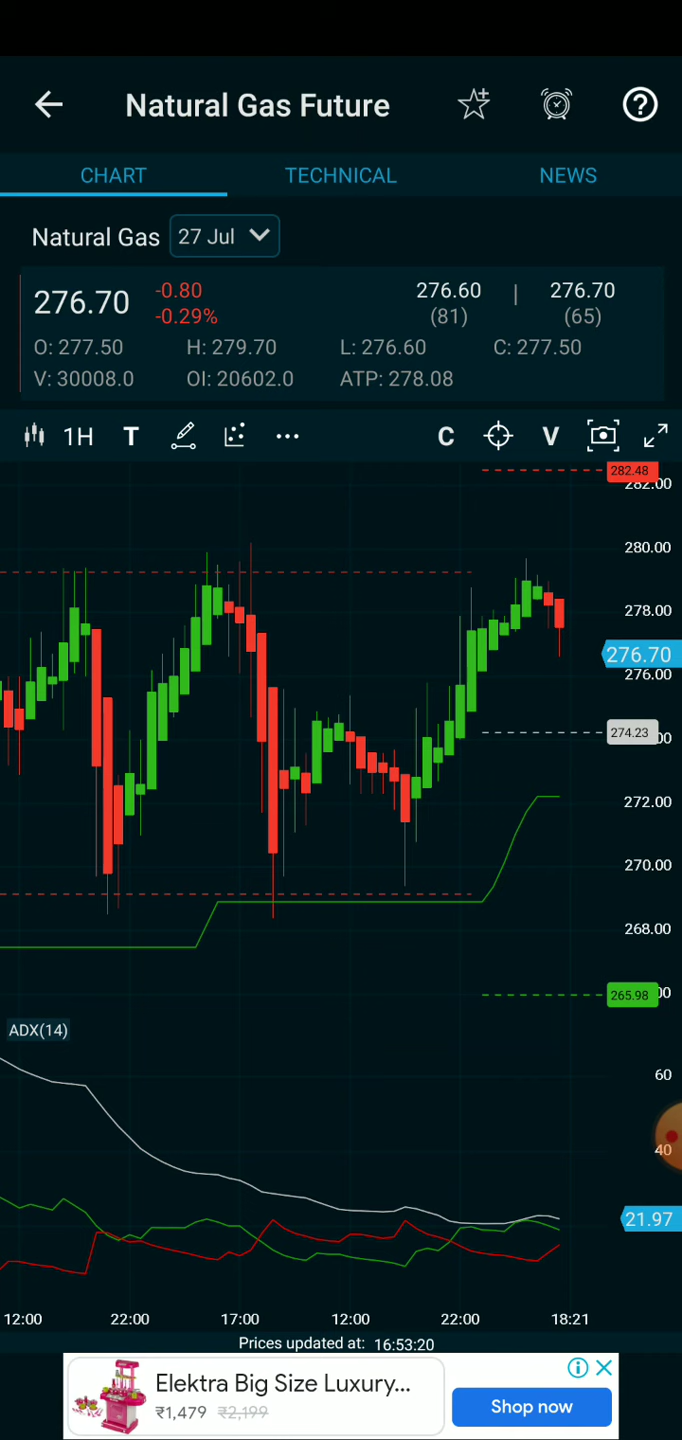 Natural Gas Future
CHART TECHNICAL NEWS
Natural Gas 27 Jul
276.70 -0.80 -0.29% 276.60 (81) | 276.70 (65)
O: 277.50 H: 279.70 L: 276.60 C: 277.50
V: 30008.0 OI: 20602.0 ATP: 278.08
1H T C V
282.48
282.00
280.00
278.00
276.70
276.00
274.23
272.00
270.00
268.00
265.98
ADX(14)
60
40
21.97
12:00 22:00 17:00 12:00 22:00 18:21
Prices updated at: 16:53:20
Elektra Big Size Luxury...
₹1,479 ₹2,199
Shop now